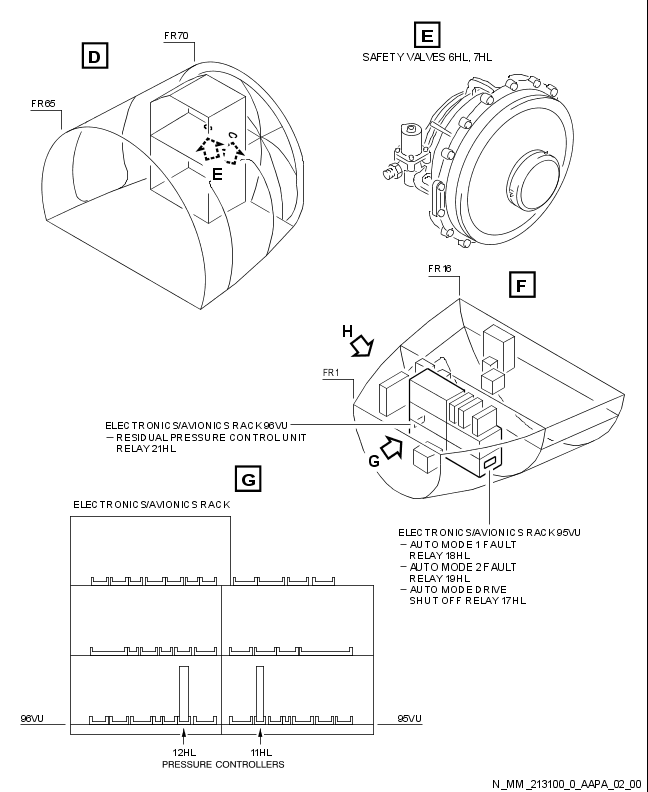 FR70
D
FR65
E
E
SAFETY VALVES 6HL, 7HL
FR16
F
H
FR1
ELECTRONICS/AVIONICS RACK 96VU
– RESIDUAL PRESSURE CONTROL UNIT
RELAY 21HL
G
G
ELECTRONICS/AVIONICS RACK
ELECTRONICS/AVIONICS RACK 95VU
– AUTO MODE 1 FAULT
RELAY 18HL
– AUTO MODE 2 FAULT
RELAY 19HL
– AUTO MODE DRIVE
SHUT OFF RELAY 17HL
96VU
95VU
12HL
11HL
PRESSURE CONTROLLERS
N_MM_213100_0_AAPA_02_00